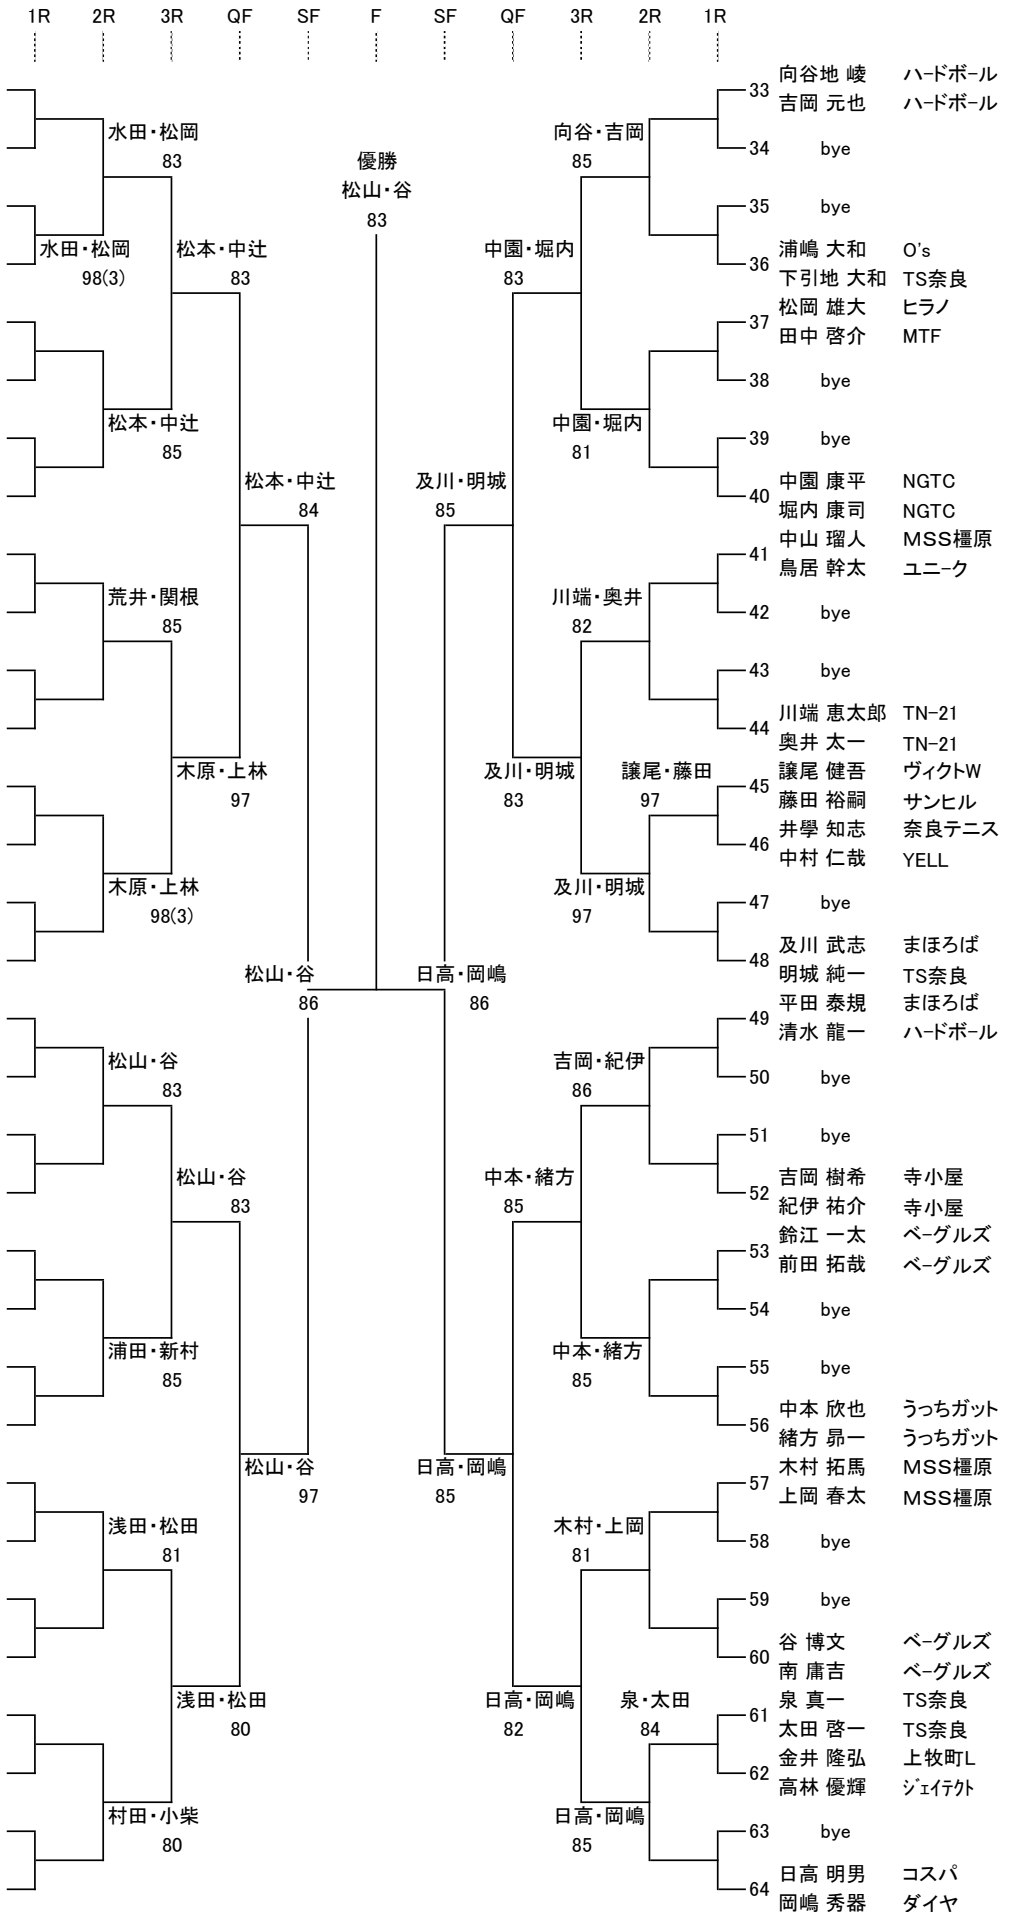 1R 2R 3R QF SF F SF QF 3R 2R 1R
向谷地 崚 ハードボール
33
吉岡 元也 ハードボール
水田・松岡 向谷・吉岡
83 優勝 85 34 bye
松山・谷
83 35 bye
水田・松岡 松本・中辻 中園・堀内 浦嶋 大和 O's
98(3) 83 83 36
下引地 大和 TS奈良
松岡 雄大 ヒラノ
37
田中 啓介 MTF
38 bye
松本・中辻 中園・堀内
85 81 39 bye
松本・中辻 及川・明城 中園 康平 NGTC
84 85 40
堀内 康司 NGTC
中山 瑠人 MSS橿原
41
鳥居 幹太 ユニーク
荒井・関根 川端・奥井
85 82 42 bye
43 bye
川端 恵太郎 TN-21
44
奥井 太一 TN-21
木原・上林 及川・明城 譲尾・藤田 譲尾 健吾 ヴィクトW
97 83 97 45
藤田 裕嗣 サンヒル
井學 知志 奈良テニス
46
中村 仁哉 YELL
木原・上林 及川・明城
98(3) 97 47 bye
及川 武志 まほろば
48
松山・谷 日高・岡嶋 明城 純一 TS奈良
86 86 平田 泰規 まほろば
49
清水 龍一 ハードボール
松山・谷 吉岡・紀伊
83 86 50 bye
51 bye
松山・谷 中本・緒方 吉岡 樹希 寺小屋
83 85 52
紀伊 祐介 寺小屋
鈴江 一太 ベーグルズ
53
前田 拓哉 ベーグルズ
54 bye
浦田・新村 中本・緒方
85 85 55 bye
中本 欣也 うっちガット
56
緒方 昴一 うっちガット
松山・谷 日高・岡嶋 木村 拓馬 MSS橿原
97 85 57
上岡 春太 MSS橿原
浅田・松田 木村・上岡
81 81 58 bye
59 bye
谷 博文 ベーグルズ
60
南 庸吉 ベーグルズ
浅田・松田 日高・岡嶋 泉・太田 泉 真一 TS奈良
80 82 84 61
太田 啓一 TS奈良
金井 隆弘 上牧町L
62
高林 優輝 ジェイテクト
村田・小柴 日高・岡嶋
80 85 63 bye
日高 明男 コスパ
64
岡嶋 秀器 ダイヤ